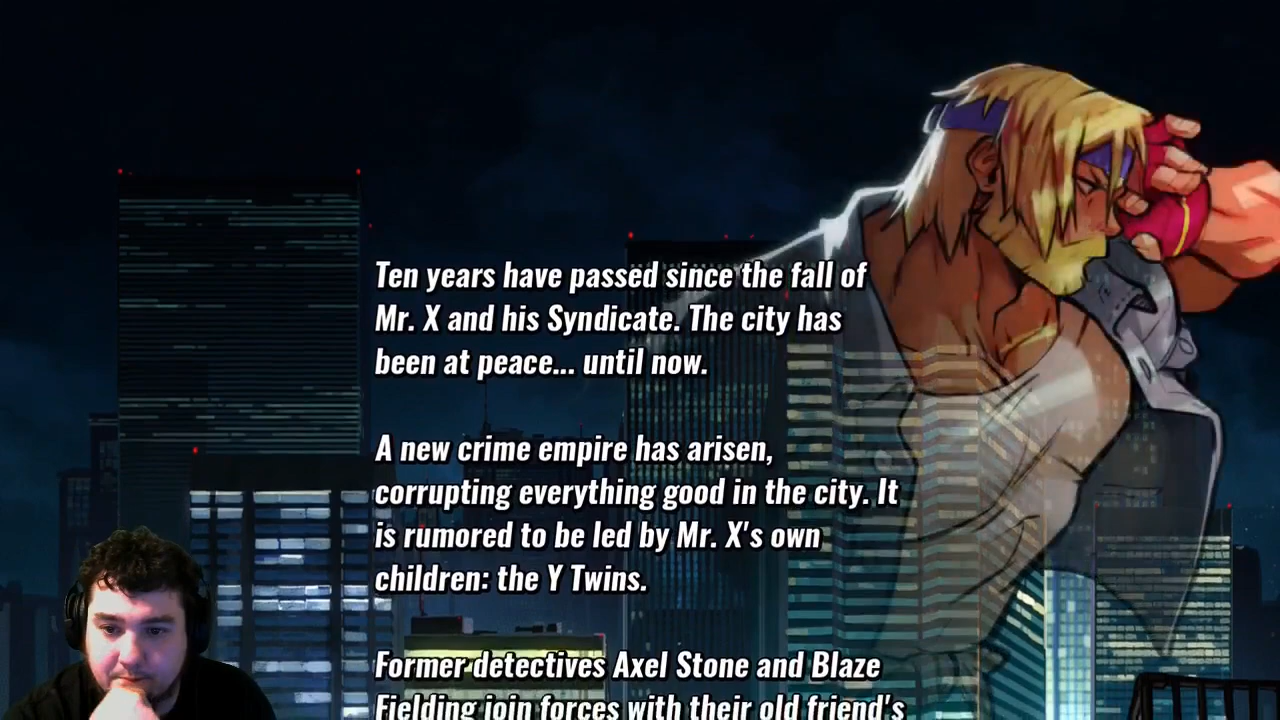 Ten years have passed since the fall of
Mr. X and his Syndicate. The city has
been at peace... until now.
A new crime empire has arisen,
corrupting everything good in the city. It
is rumored to be led by Mr. X's own
children: the Y Twins.
Former detectives Axel Stone and Blaze
Fielding join forces with their old friend's